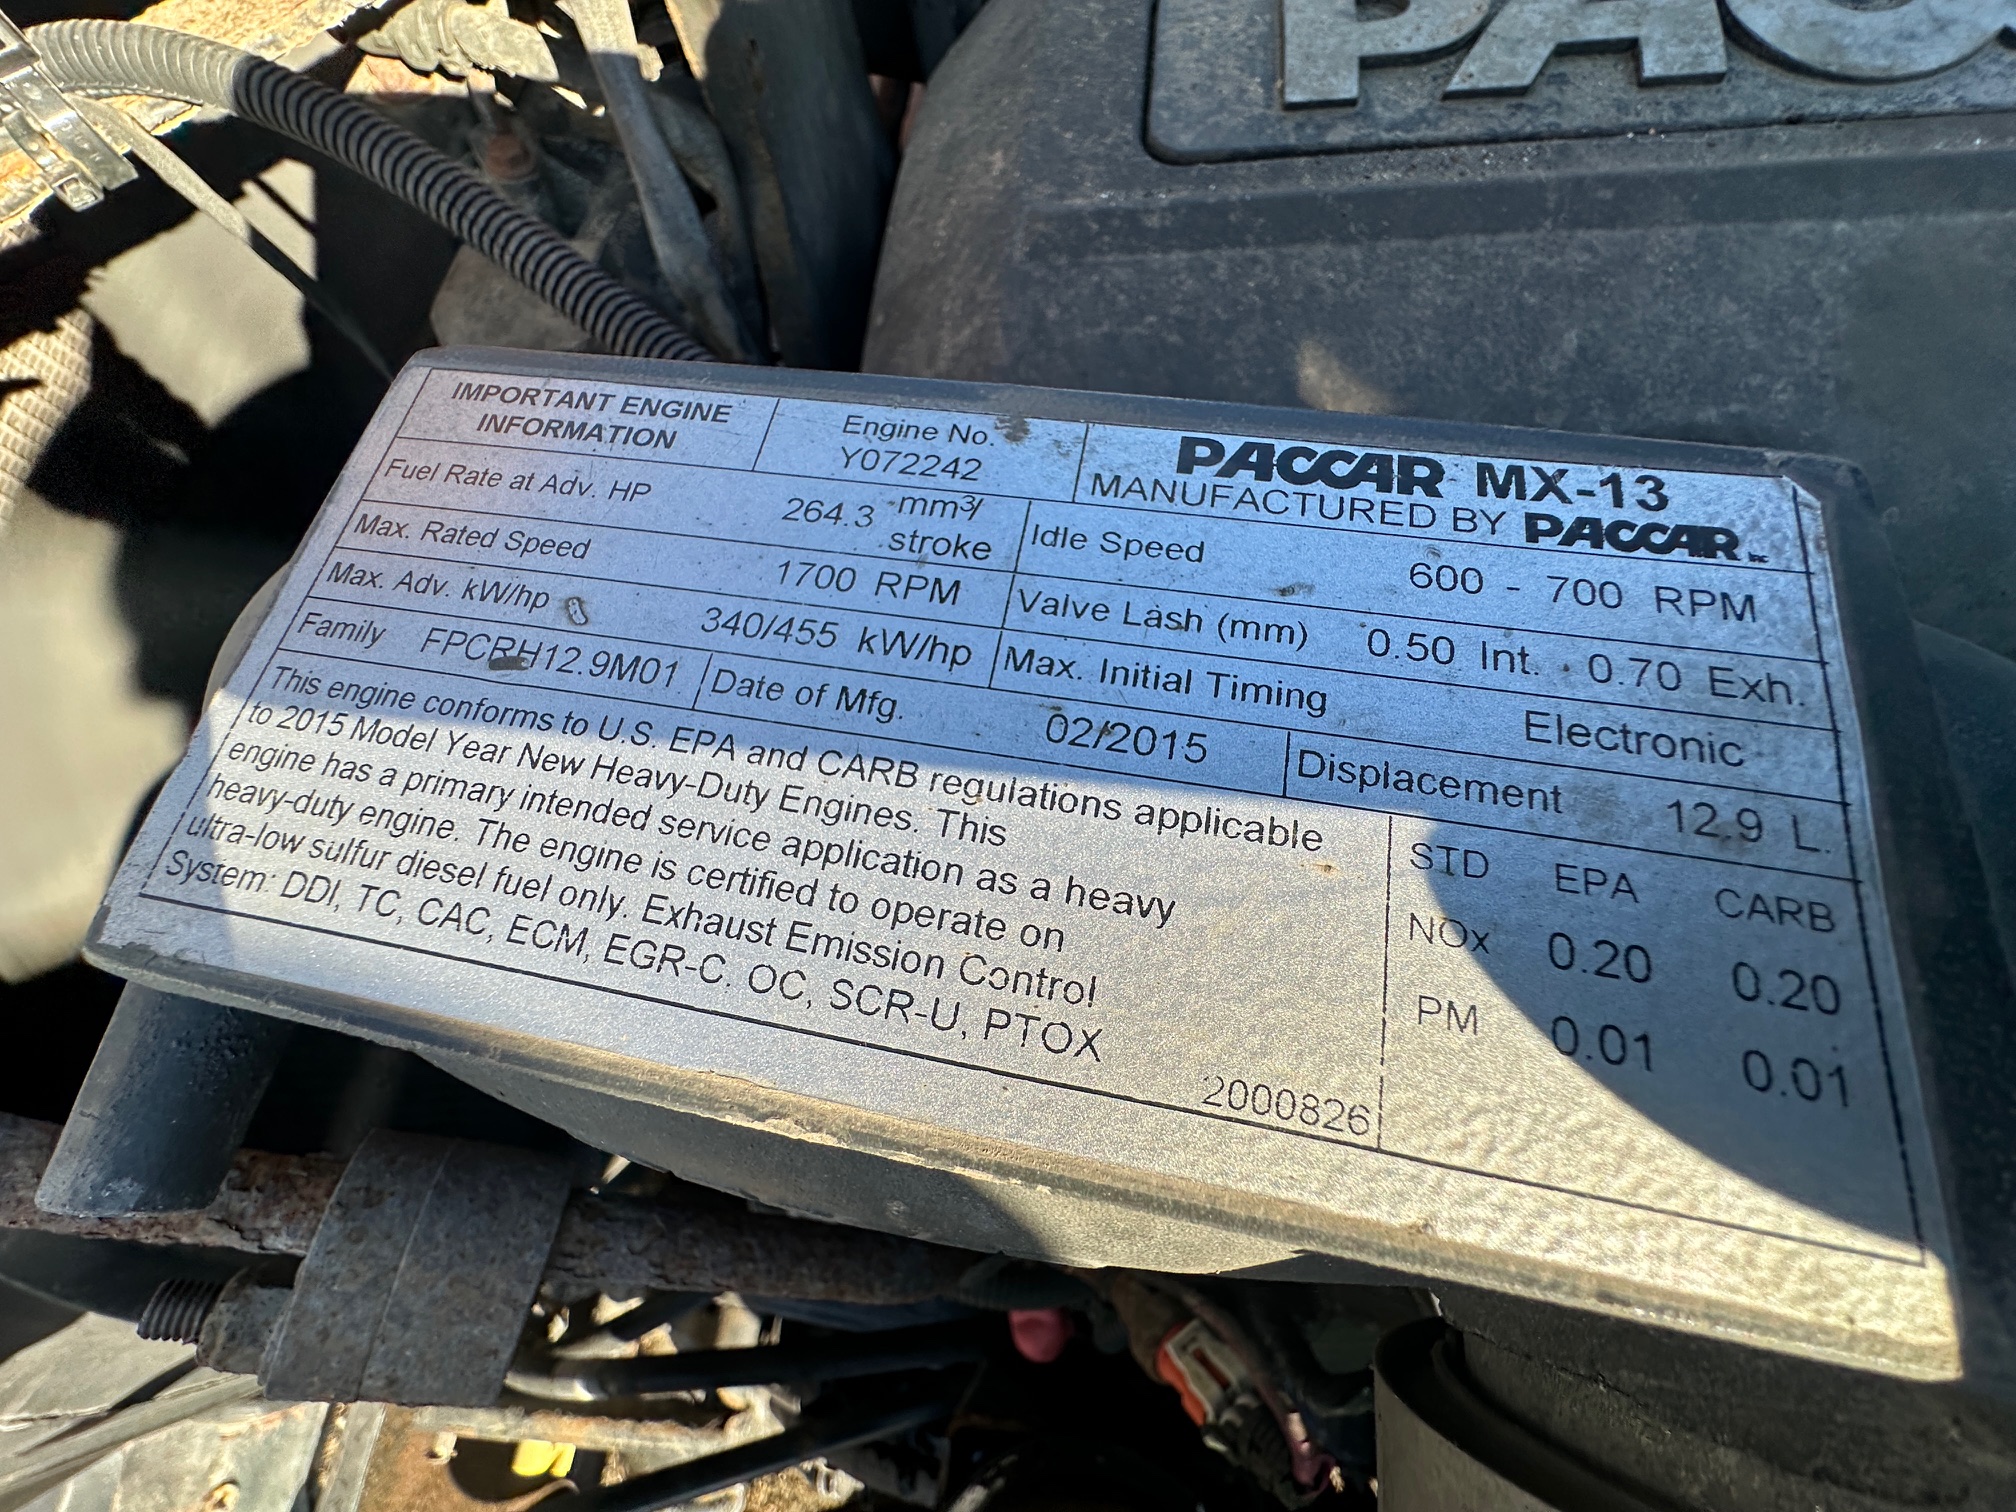 PACC
IMPORTANT ENGINE
INFORMATION
Engine No.
Y072242
PACCAR MX-13
MANUFACTURED BY PACCAR INC
Fuel Rate at Adv. HP 264.3 mm3/
stroke
Idle Speed 600 - 700 RPM
Max. Rated Speed 1700 RPM
Valve Lash (mm) 0.50 Int. 0.70 Exh.
Max. Adv. kW/hp 340/455 kW/hp
Max. Initial Timing Electronic
Family FPCRH12.9M01
Date of Mfg. 02/2015
Displacement 12.9 L.
This engine conforms to U.S. EPA and CARB regulations applicable
to 2015 Model Year New Heavy-Duty Engines. This
engine has a primary intended service application as a heavy
heavy-duty engine. The engine is certified to operate on
ultra-low sulfur diesel fuel only. Exhaust Emission Control
System: DDI, TC, CAC, ECM, EGR-C. OC, SCR-U, PTOX
2000826
STD EPA CARB
NOx 0.20 0.20
PM 0.01 0.01